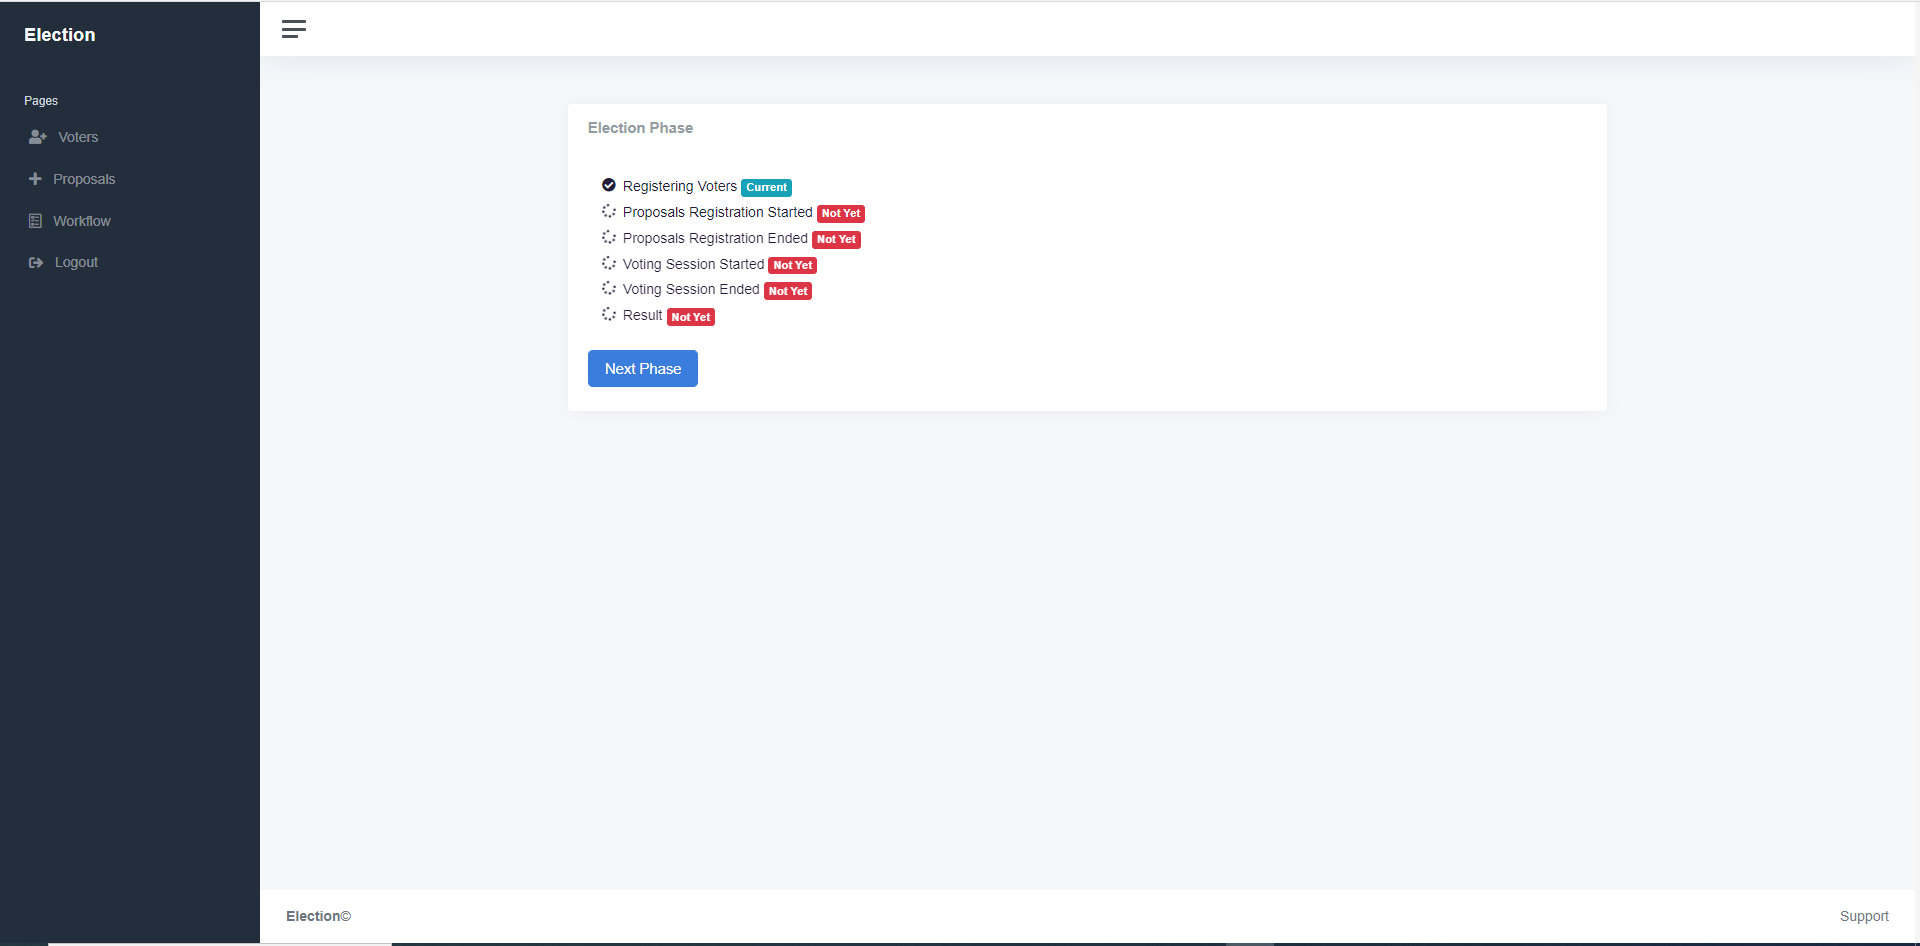 Election
Pages
Voters
Proposals
Workflow
Logout
Election Phase
Registering Voters Current
Proposals Registration Started Not Yet
Proposals Registration Ended Not Yet
Voting Session Started Not Yet
Voting Session Ended Not Yet
Result Not Yet
Next Phase
Election©
Support